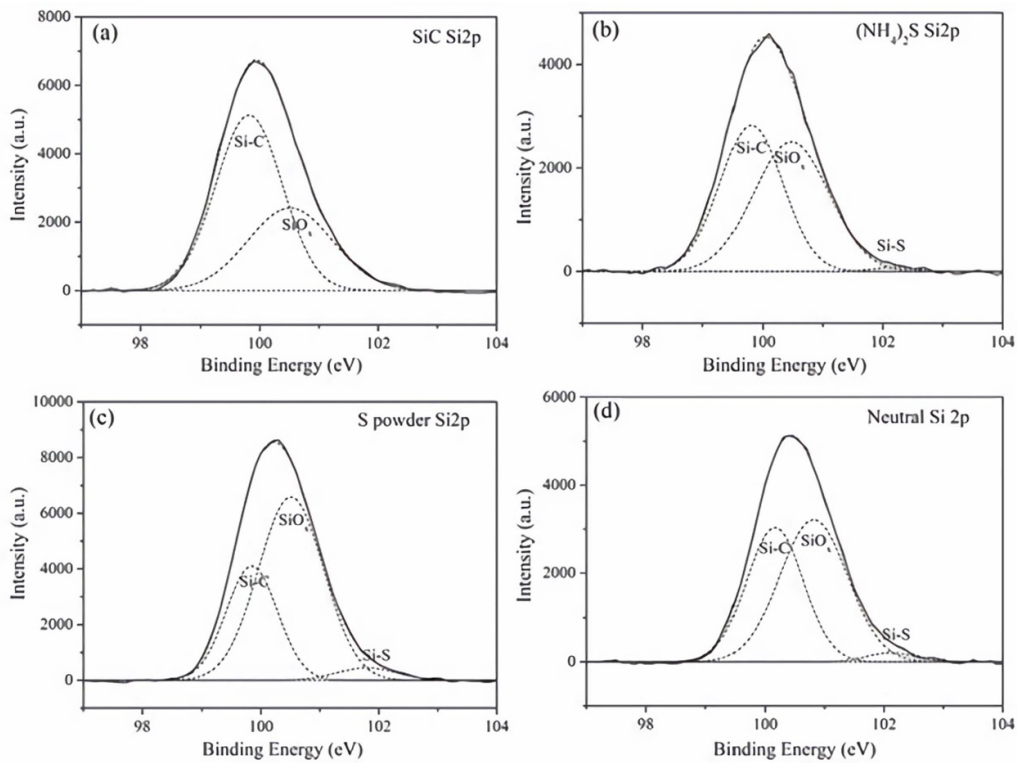 (a)
SiC Si2p
8000
6000
4000
2000
0
Si-C
SiOₓ
98
100
102
104
Intensity (a.u.)
Binding Energy (eV)
(b)
(NH₄)₂S Si2p
4000
2000
0
Si-C
SiOₓ
Si-S
98
100
102
104
Intensity (a.u.)
Binding Energy (eV)
(c)
S powder Si2p
10000
8000
6000
4000
2000
0
SiOₓ
Si-C
Si-S
98
100
102
104
Intensity (a.u.)
Binding Energy (eV)
(d)
Neutral Si 2p
6000
4000
2000
0
Si-C
SiOₓ
Si-S
98
100
102
104
Intensity (a.u.)
Binding Energy (eV)